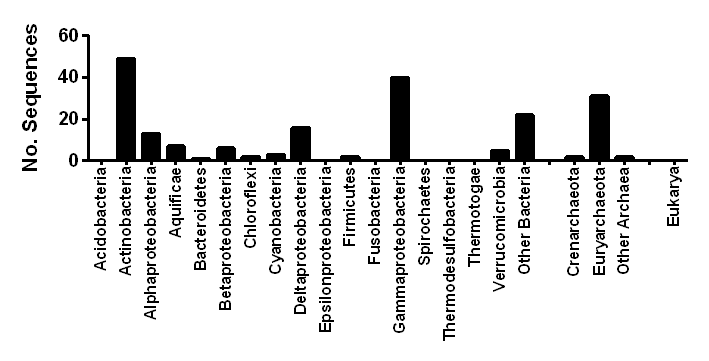 No. Sequences
60
40
20
0
Acidobacteria
Actinobacteria
Alphaproteobacteria
Aquificae
Bacteroidetes
Betaproteobacteria
Chloroflexi
Cyanobacteria
Deltaproteobacteria
Epsilonproteobacteria
Firmicutes
Fusobacteria
Gammaproteobacteria
Spirochaetes
Thermodesulfobacteria
Thermotogae
Verrucomicrobia
Other Bacteria
Crenarchaeota
Euryarchaeota
Other Archaea
Eukarya